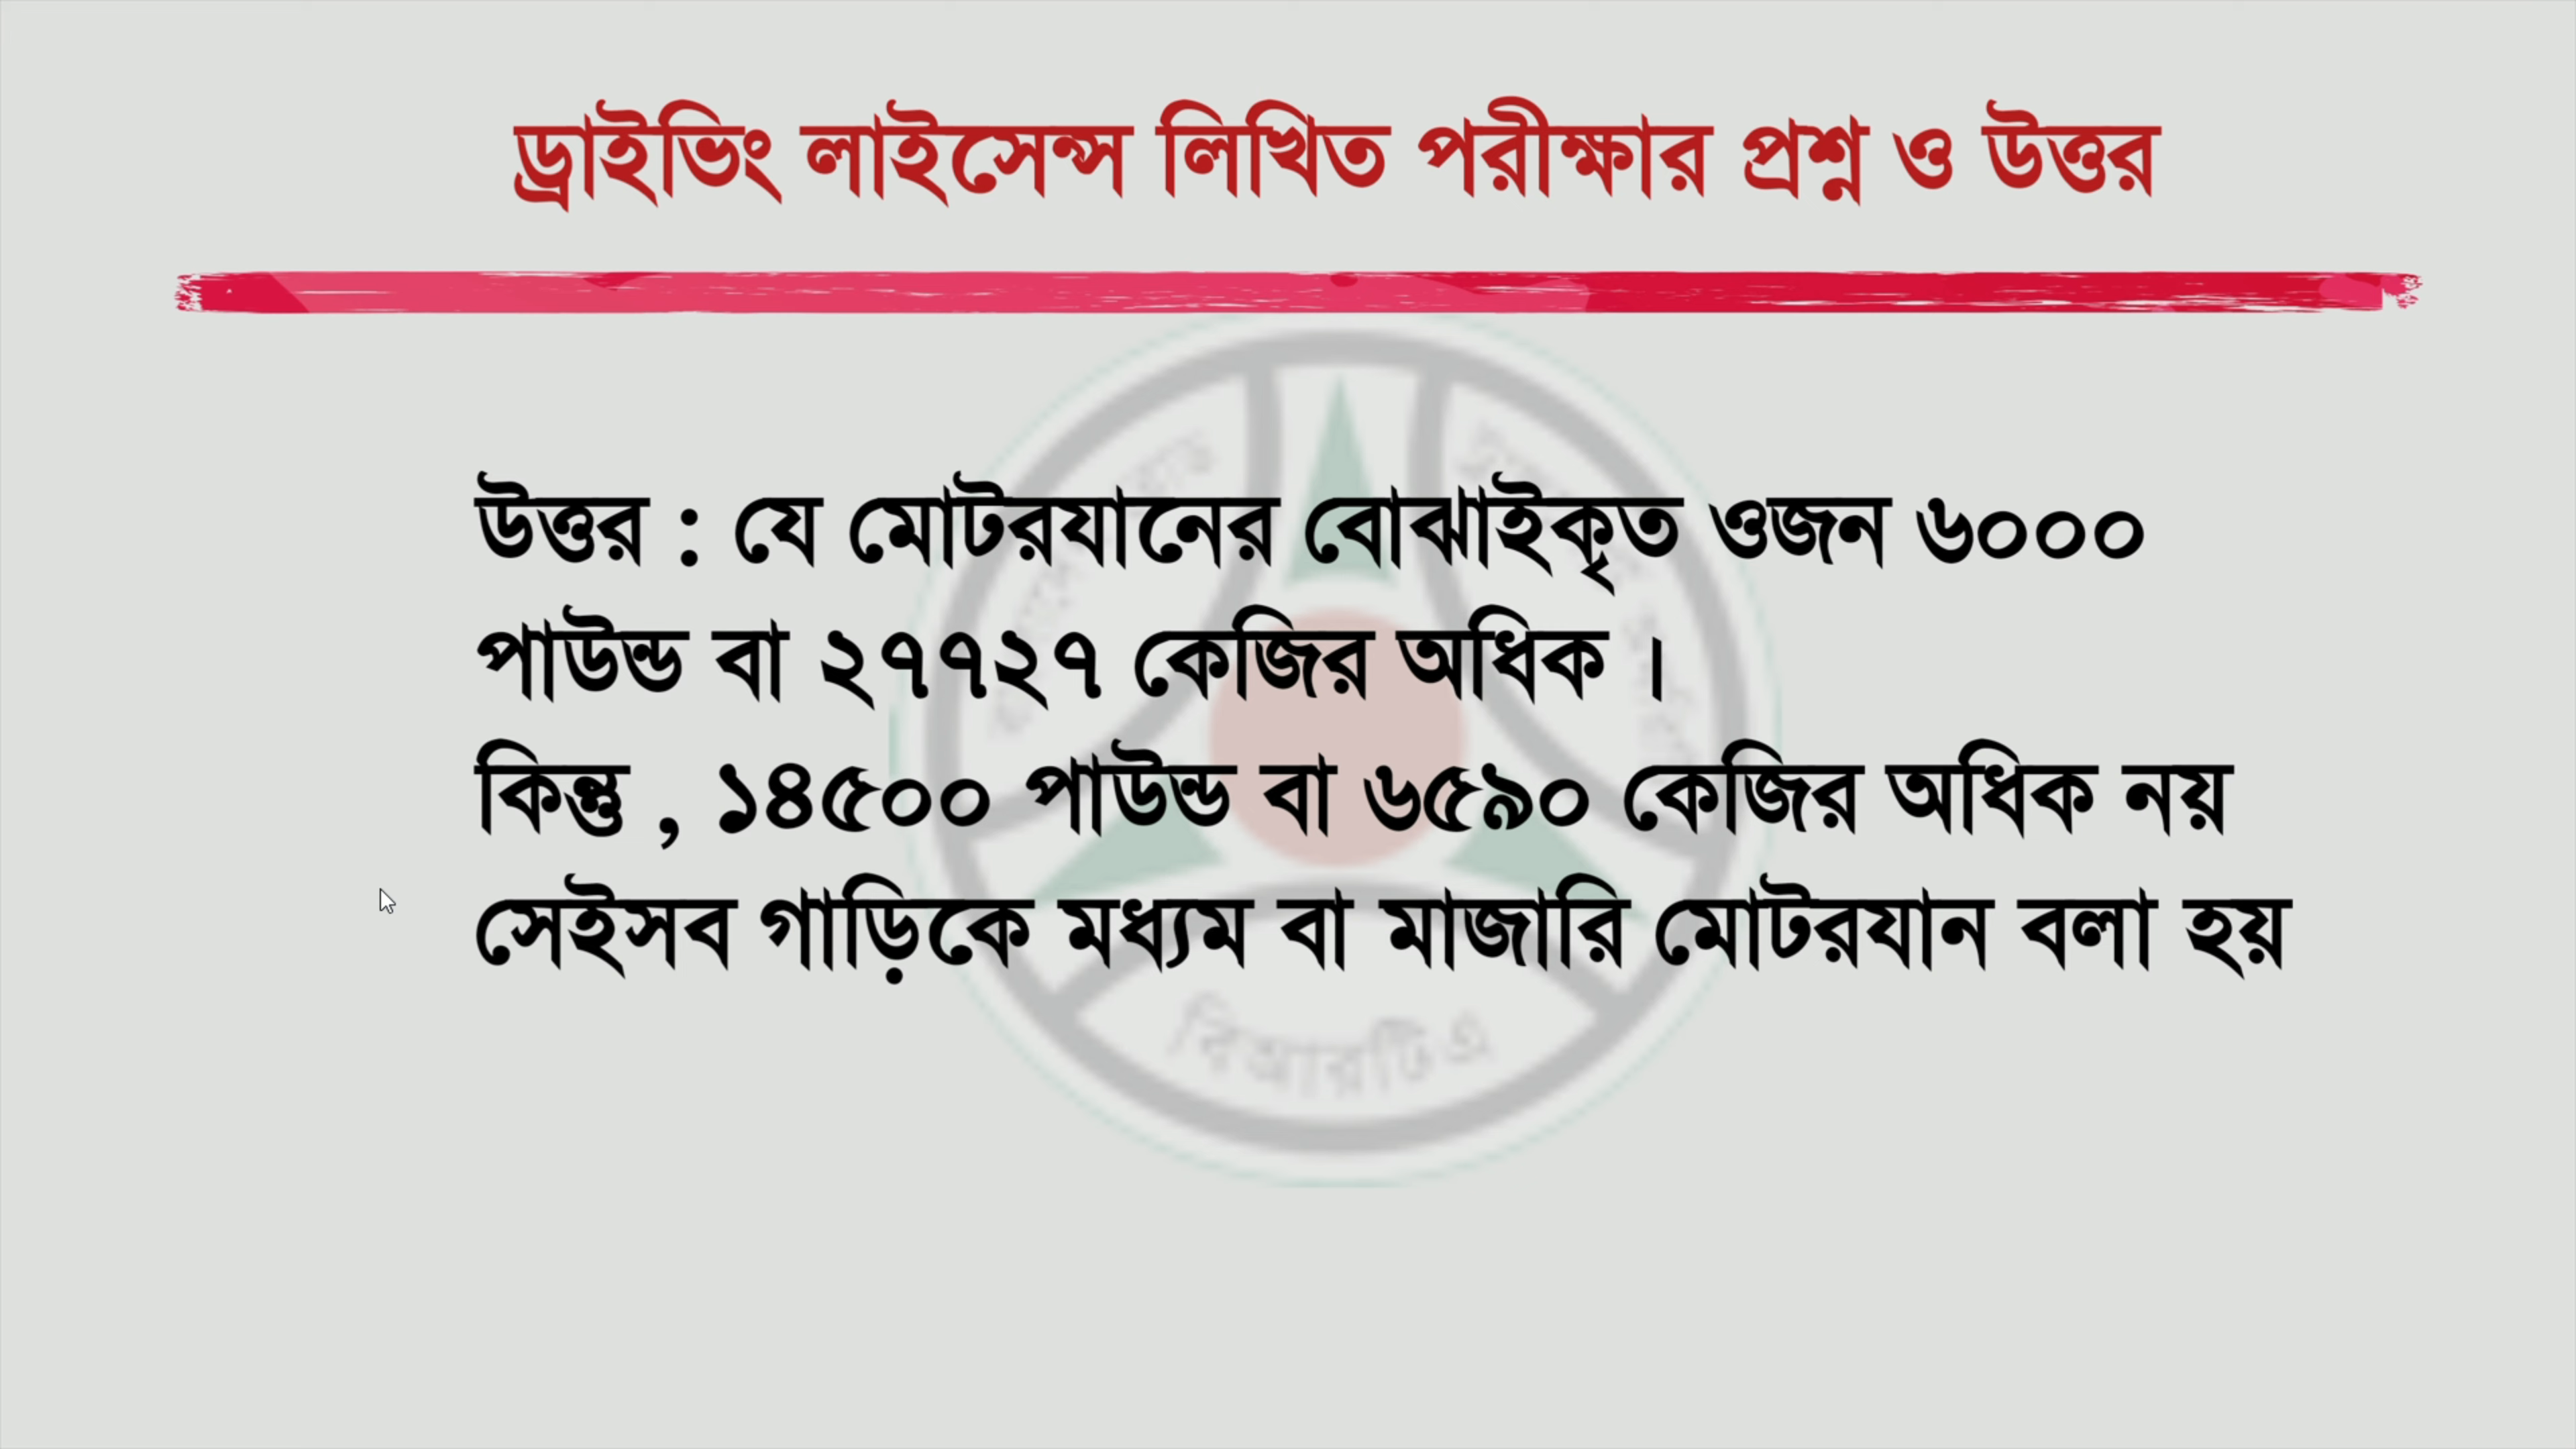 ড্রাইভিং লাইসেন্স লিখিত পরীক্ষার প্রশ্ন ও উত্তর
উত্তর : যে মোটরযানের বোঝাইকৃত ওজন ৬০০০
পাউন্ড বা ২৭৭২৭ কেজির অধিক ।
কিন্তু , ১৪৫০০ পাউন্ড বা ৬৫৯০ কেজির অধিক নয়
সেইসব গাড়িকে মধ্যম বা মাজারি মোটরযান বলা হয়
বিআরটিএ